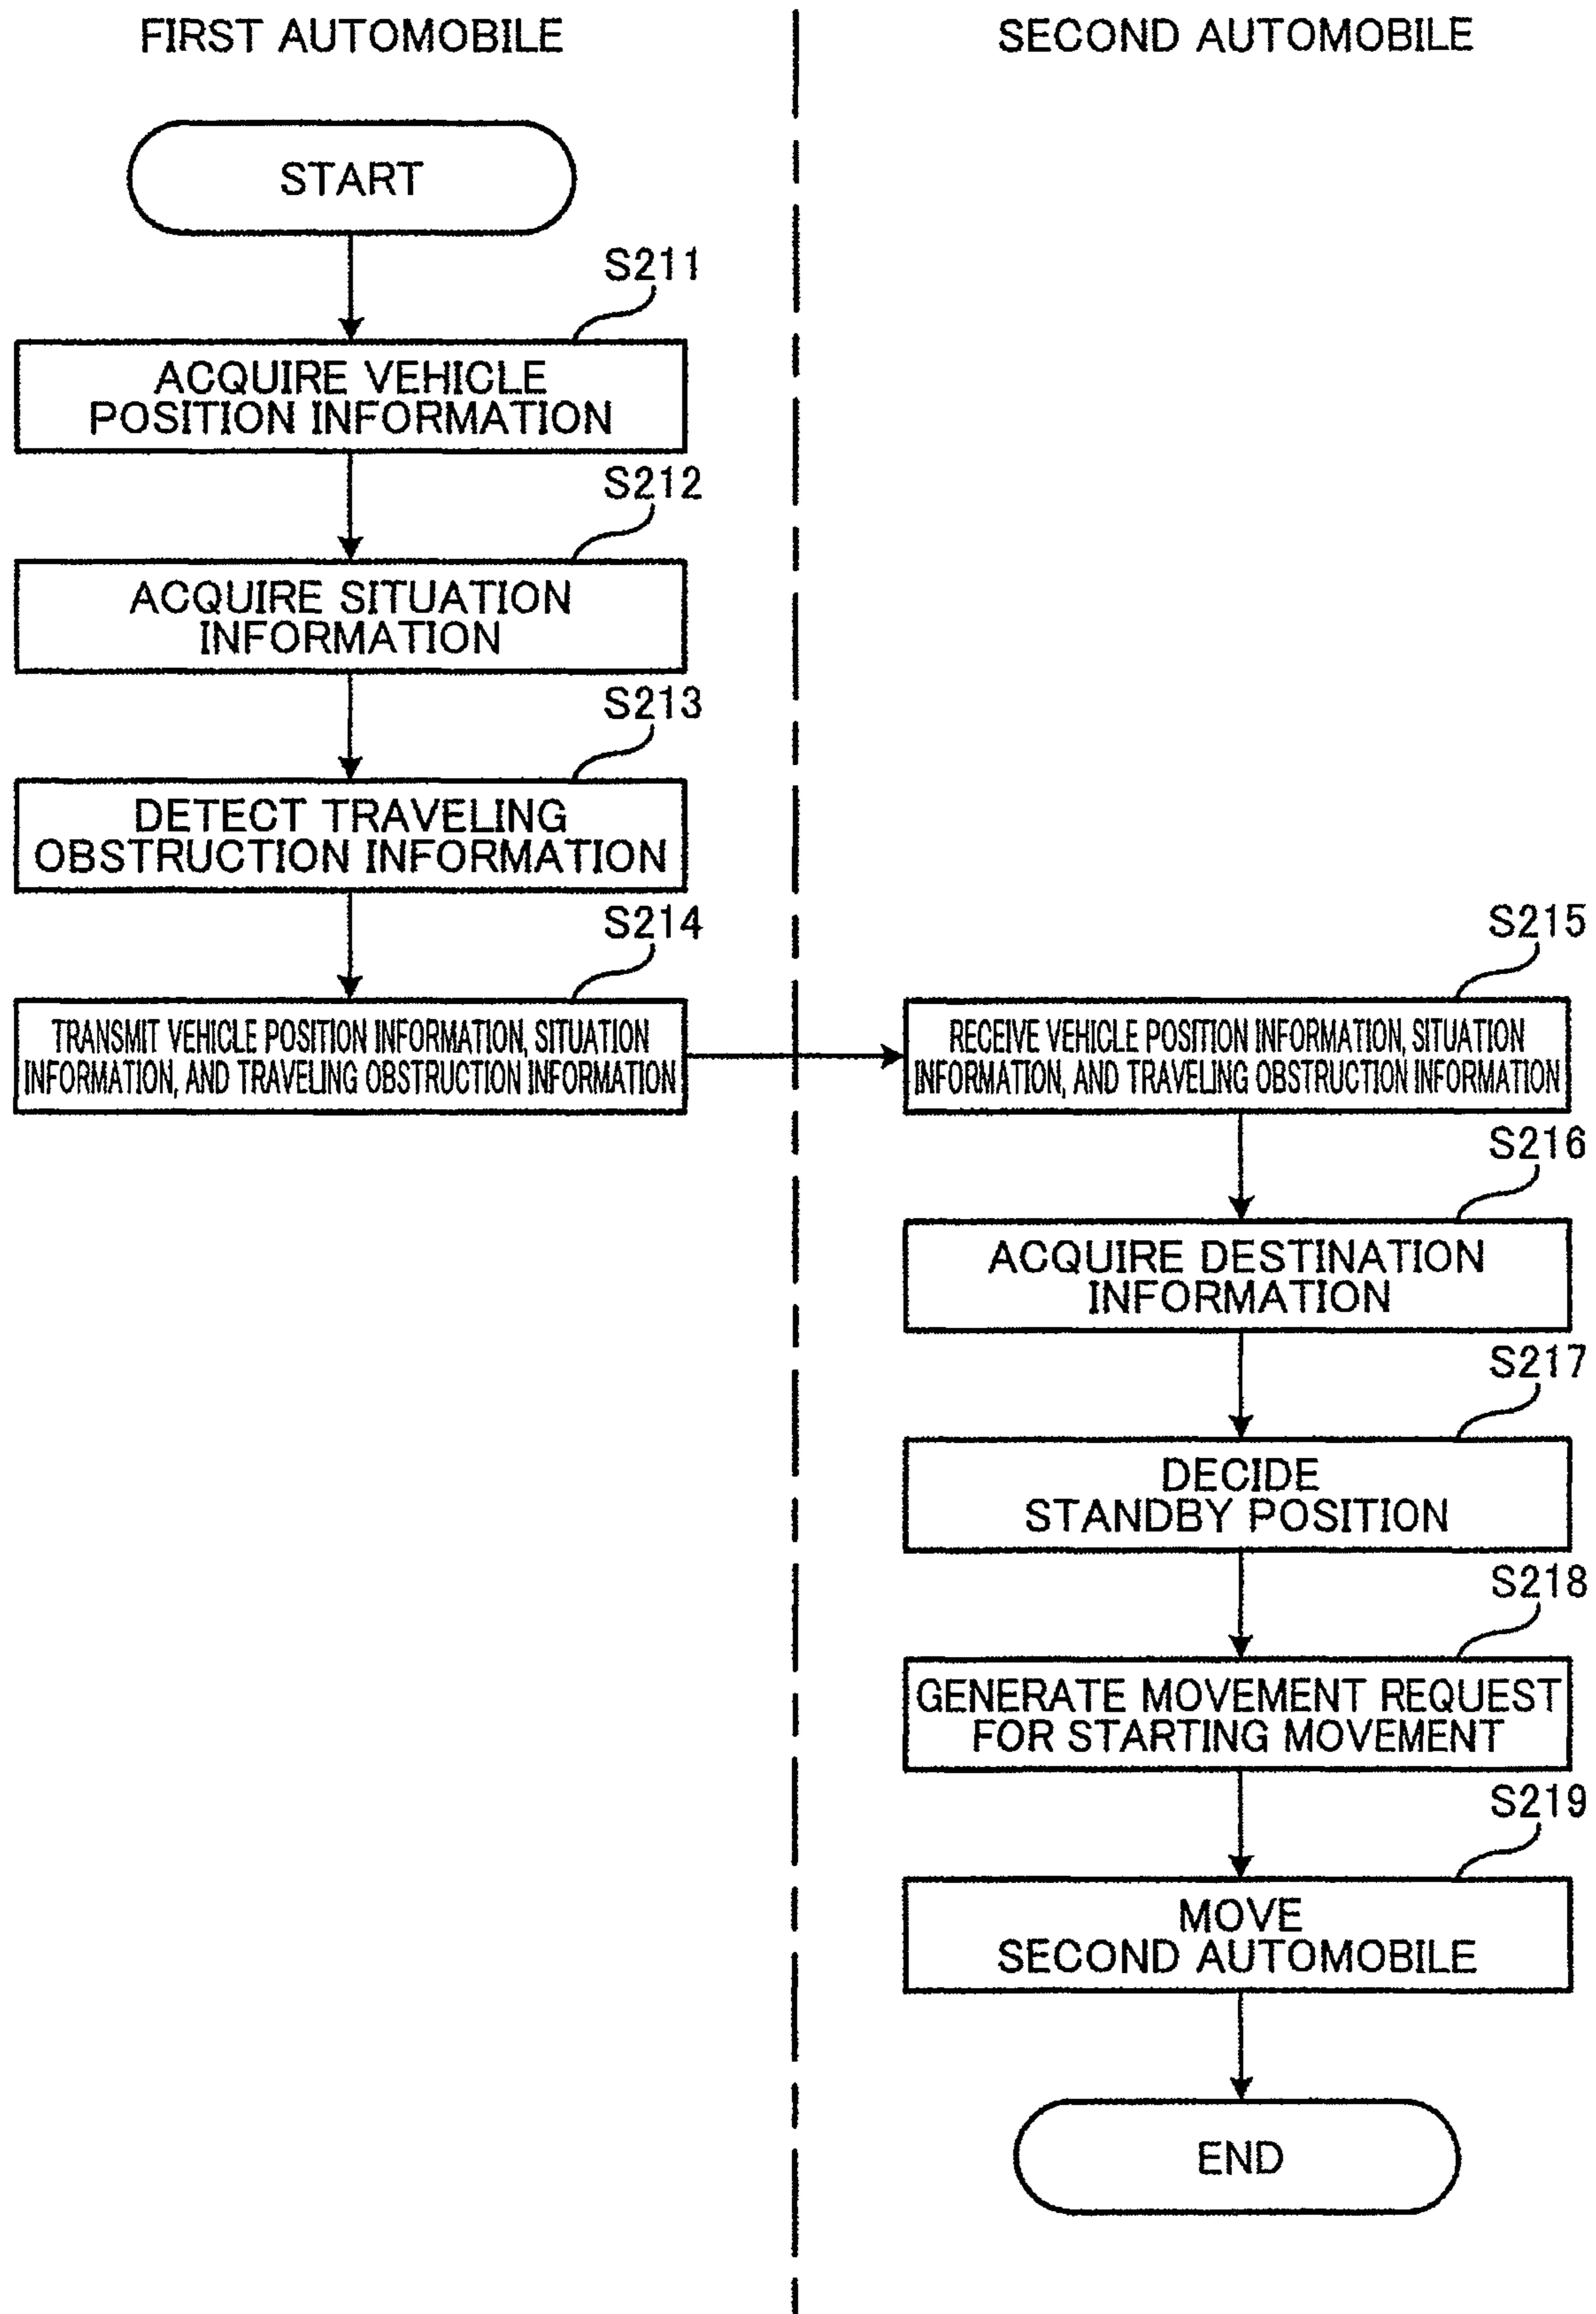 FIRST AUTOMOBILE
SECOND AUTOMOBILE
START
S211
ACQUIRE VEHICLE
POSITION INFORMATION
S212
ACQUIRE SITUATION
INFORMATION
S213
DETECT TRAVELING
OBSTRUCTION INFORMATION
S214
TRANSMIT VEHICLE POSITION INFORMATION, SITUATION
INFORMATION, AND TRAVELING OBSTRUCTION INFORMATION
S215
RECEIVE VEHICLE POSITION INFORMATION, SITUATION
INFORMATION, AND TRAVELING OBSTRUCTION INFORMATION
S216
ACQUIRE DESTINATION
INFORMATION
S217
DECIDE
STANDBY POSITION
S218
GENERATE MOVEMENT REQUEST
FOR STARTING MOVEMENT
S219
MOVE
SECOND AUTOMOBILE
END